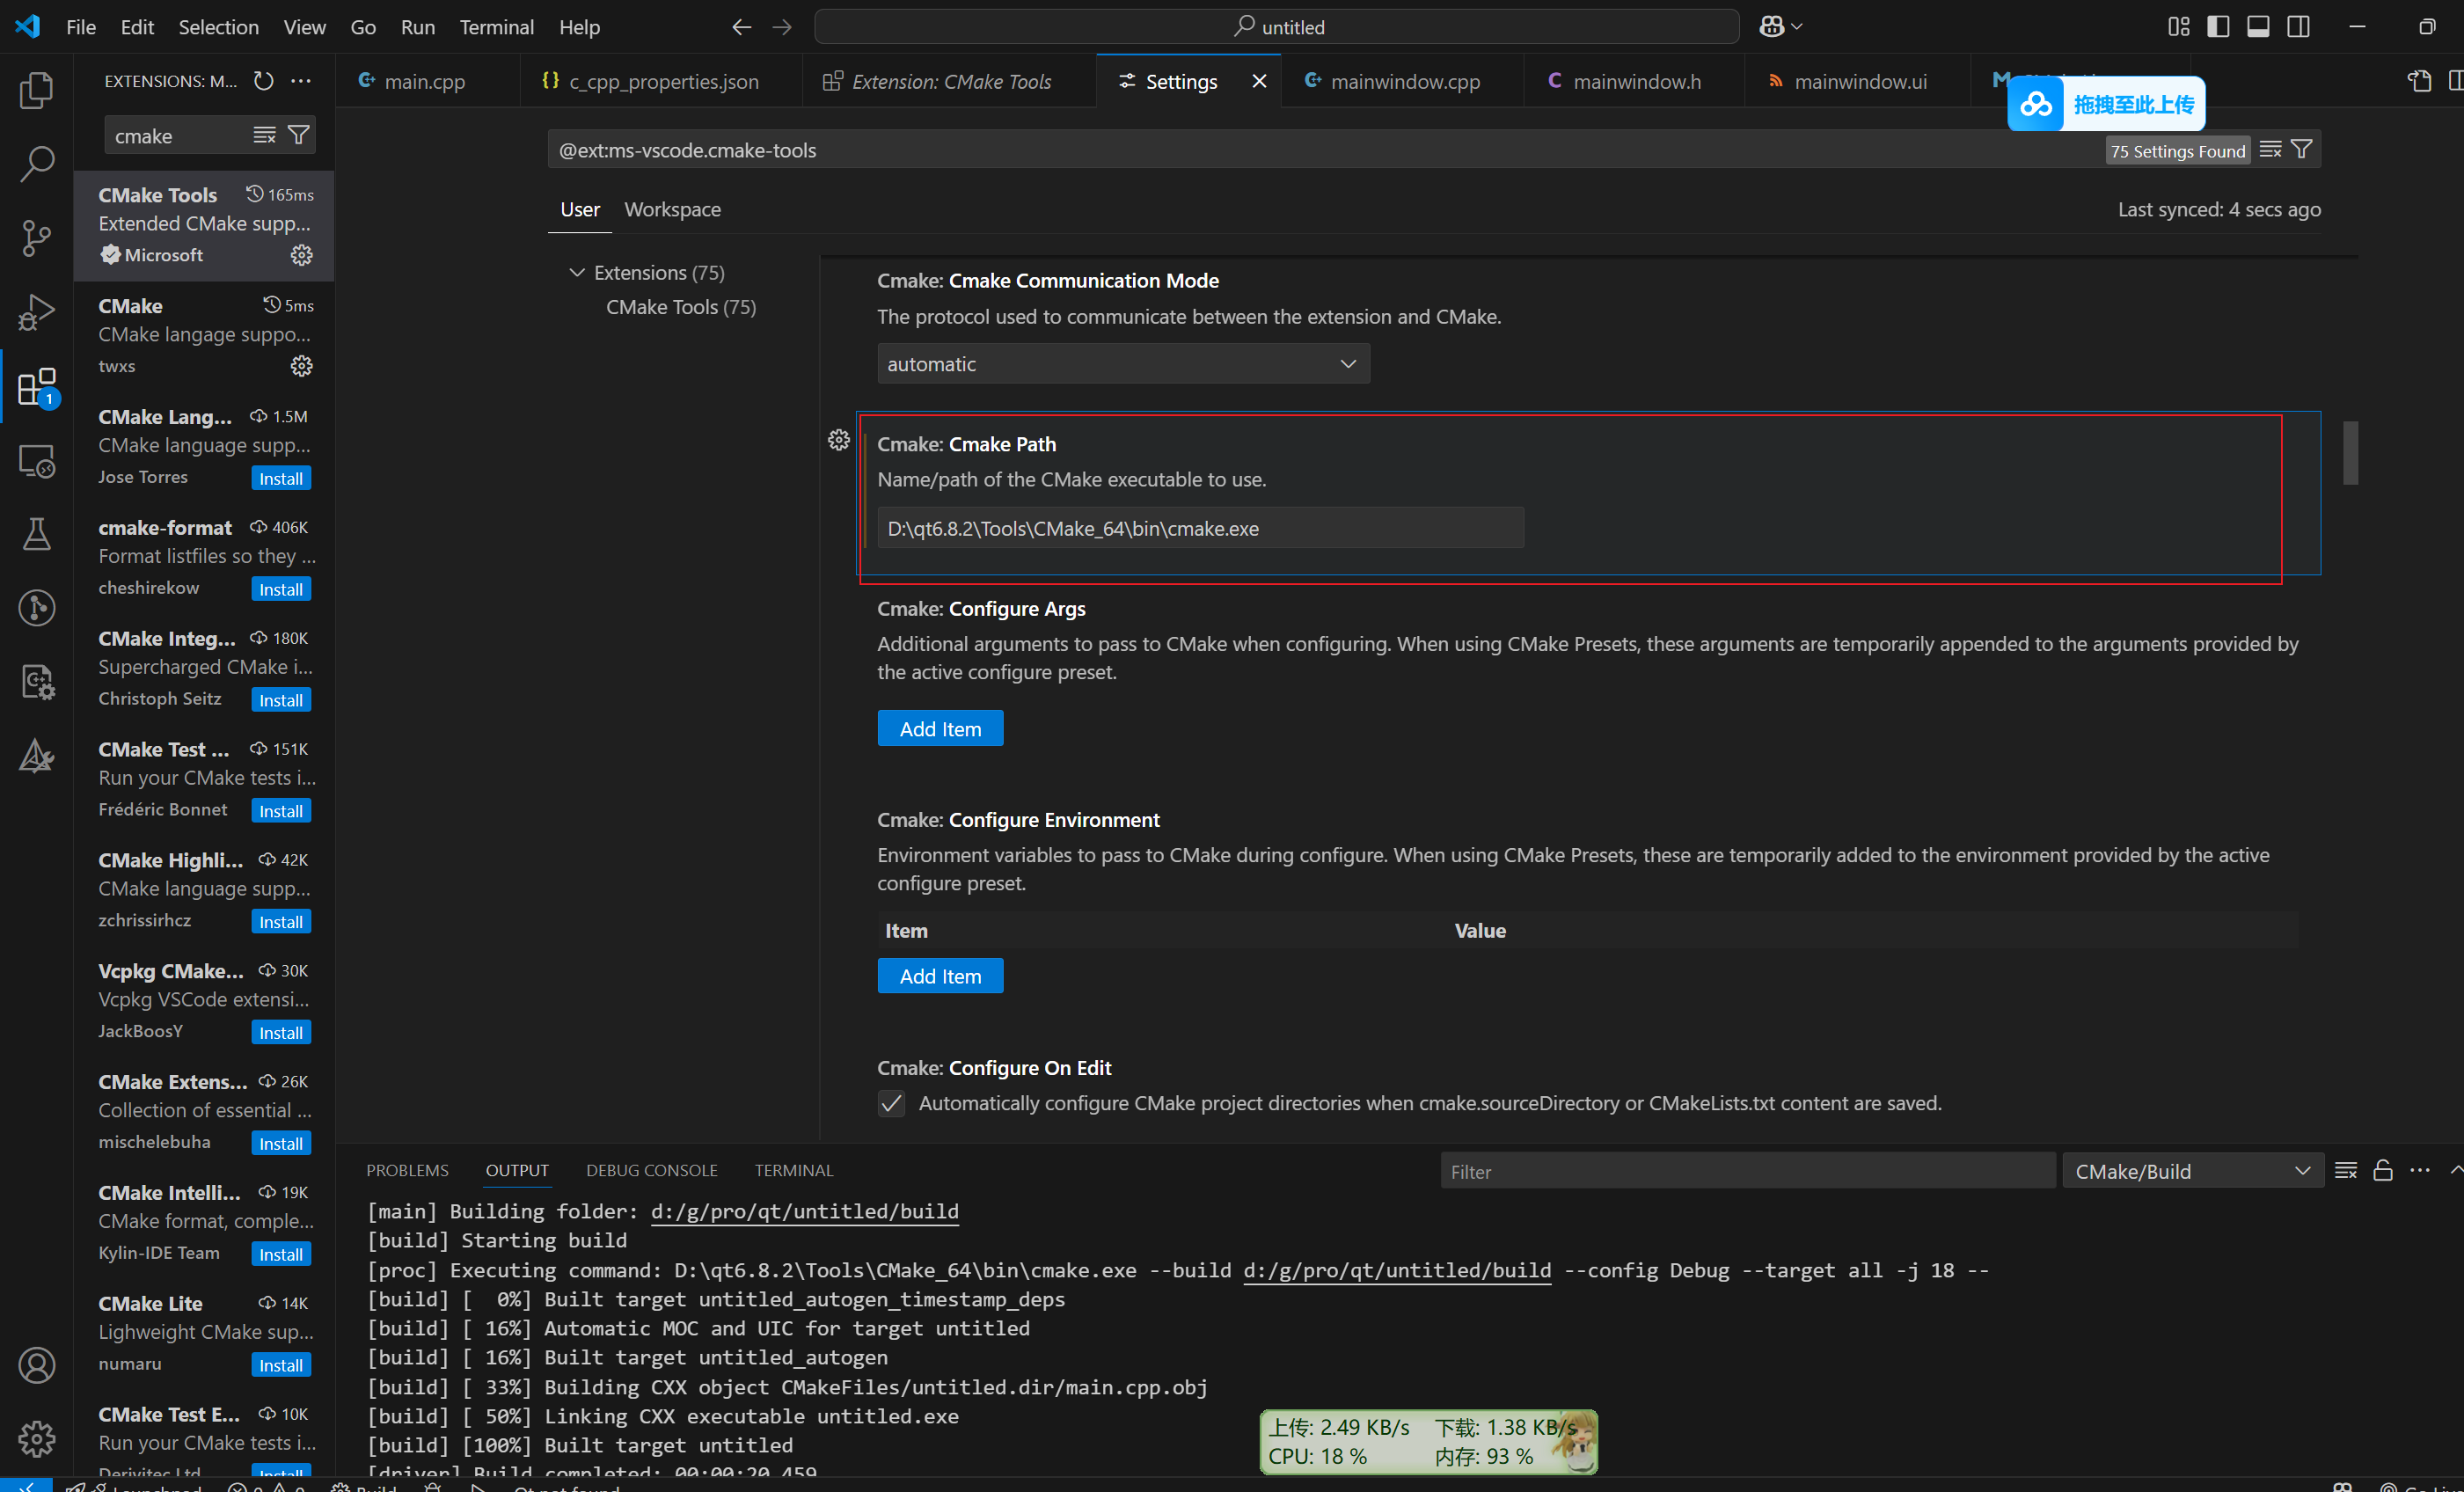 File Edit Selection View Go Run Terminal Help
untitled
EXTENSIONS: M...
main.cpp
c_cpp_properties.json
Extension: CMake Tools
Settings
mainwindow.cpp
mainwindow.h
mainwindow.ui
拖拽至此上传
cmake
CMake Tools 165ms
Extended CMake supp...
Microsoft
CMake 5ms
CMake langage suppo...
twxs
CMake Lang... 1.5M
CMake language supp...
Jose Torres Install
cmake-format 406K
Format listfiles so they ...
cheshirekow Install
CMake Integ... 180K
Supercharged CMake i...
Christoph Seitz Install
CMake Test ... 151K
Run your CMake tests i...
Frédéric Bonnet Install
CMake Highli... 42K
CMake language supp...
zchrissirhcz Install
Vcpkg CMake... 30K
Vcpkg VSCode extensi...
JackBoosY Install
CMake Extens... 26K
Collection of essential ...
mischelebuha Install
CMake Intelli... 19K
CMake format, comple...
Kylin-IDE Team Install
CMake Lite 14K
Lighweight CMake sup...
numaru Install
CMake Test E... 10K
Run your CMake tests i...
Derivitec Ltd Install
1
@ext:ms-vscode.cmake-tools
75 Settings Found
User Workspace
Last synced: 4 secs ago
Extensions (75)
CMake Tools (75)
Cmake: Cmake Communication Mode
The protocol used to communicate between the extension and CMake.
automatic
Cmake: Cmake Path
Name/path of the CMake executable to use.
D:\qt6.8.2\Tools\CMake_64\bin\cmake.exe
Cmake: Configure Args
Additional arguments to pass to CMake when configuring. When using CMake Presets, these arguments are temporarily appended to the arguments provided by
the active configure preset.
Add Item
Cmake: Configure Environment
Environment variables to pass to CMake during configure. When using CMake Presets, these are temporarily added to the environment provided by the active
configure preset.
Item Value
Add Item
Cmake: Configure On Edit
Automatically configure CMake project directories when cmake.sourceDirectory or CMakeLists.txt content are saved.
PROBLEMS OUTPUT DEBUG CONSOLE TERMINAL
Filter
CMake/Build
[main] Building folder: d:/g/pro/qt/untitled/build
[build] Starting build
[proc] Executing command: D:\qt6.8.2\Tools\CMake_64\bin\cmake.exe --build d:/g/pro/qt/untitled/build --config Debug --target all -j 18 --
[build] [  0%] Built target untitled_autogen_timestamp_deps
[build] [ 16%] Automatic MOC and UIC for target untitled
[build] [ 16%] Built target untitled_autogen
[build] [ 33%] Building CXX object CMakeFiles/untitled.dir/main.cpp.obj
[build] [ 50%] Linking CXX executable untitled.exe
[build] [100%] Built target untitled
[driver] Build completed: 00:00:20.459
上传: 2.49 KB/s 下载: 1.38 KB/s
CPU: 18 % 内存: 93 %
Launchpad 0 0 Build Qt not found